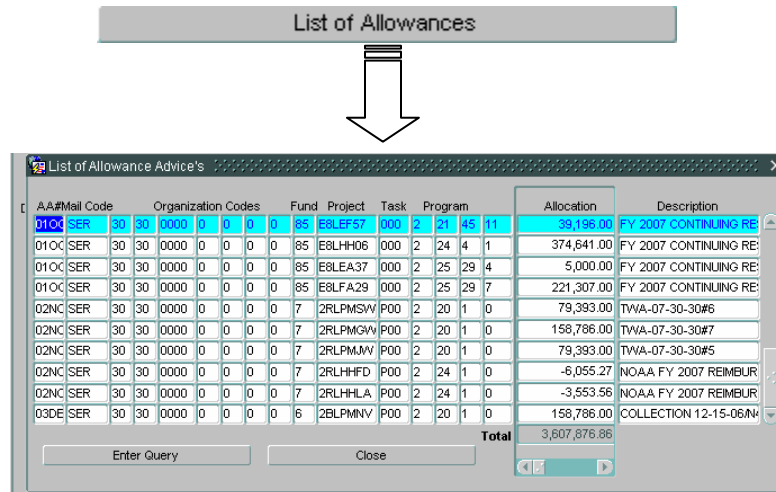 List of Allowances
List of Allowance Advice's
AA# Mail Code Organization Codes Fund Project Task Program Allocation Description
01OC SER 30 30 0000 0 0 0 0 85 E8LEF57 000 2 21 45 11 39,196.00 FY 2007 CONTINUING RE
01OC SER 30 30 0000 0 0 0 0 85 E8LHH06 000 2 24 4 1 374,641.00 FY 2007 CONTINUING RE
01OC SER 30 30 0000 0 0 0 0 85 E8LEA37 000 2 25 29 4 5,000.00 FY 2007 CONTINUING RE
01OC SER 30 30 0000 0 0 0 0 85 E8LFA29 000 2 25 29 7 221,307.00 FY 2007 CONTINUING RE
02NC SER 30 30 0000 0 0 0 0 7 2RLPMSW P00 2 20 1 0 79,393.00 TWA-07-30-30#6
02NC SER 30 30 0000 0 0 0 0 7 2RLPMGW P00 2 20 1 0 158,786.00 TWA-07-30-30#7
02NC SER 30 30 0000 0 0 0 0 7 2RLPMJW P00 2 20 1 0 79,393.00 TWA-07-30-30#5
02NC SER 30 30 0000 0 0 0 0 7 2RLHHFD P00 2 24 1 0 -6,055.27 NOAA FY 2007 REIMBUR
02NC SER 30 30 0000 0 0 0 0 7 2RLHHLA P00 2 24 1 0 -3,553.56 NOAA FY 2007 REIMBUR
03DE SER 30 30 0000 0 0 0 0 6 2BLPMNV P00 2 20 1 0 158,786.00 COLLECTION 12-15-06/N
Total 3,607,876.86
Enter Query Close